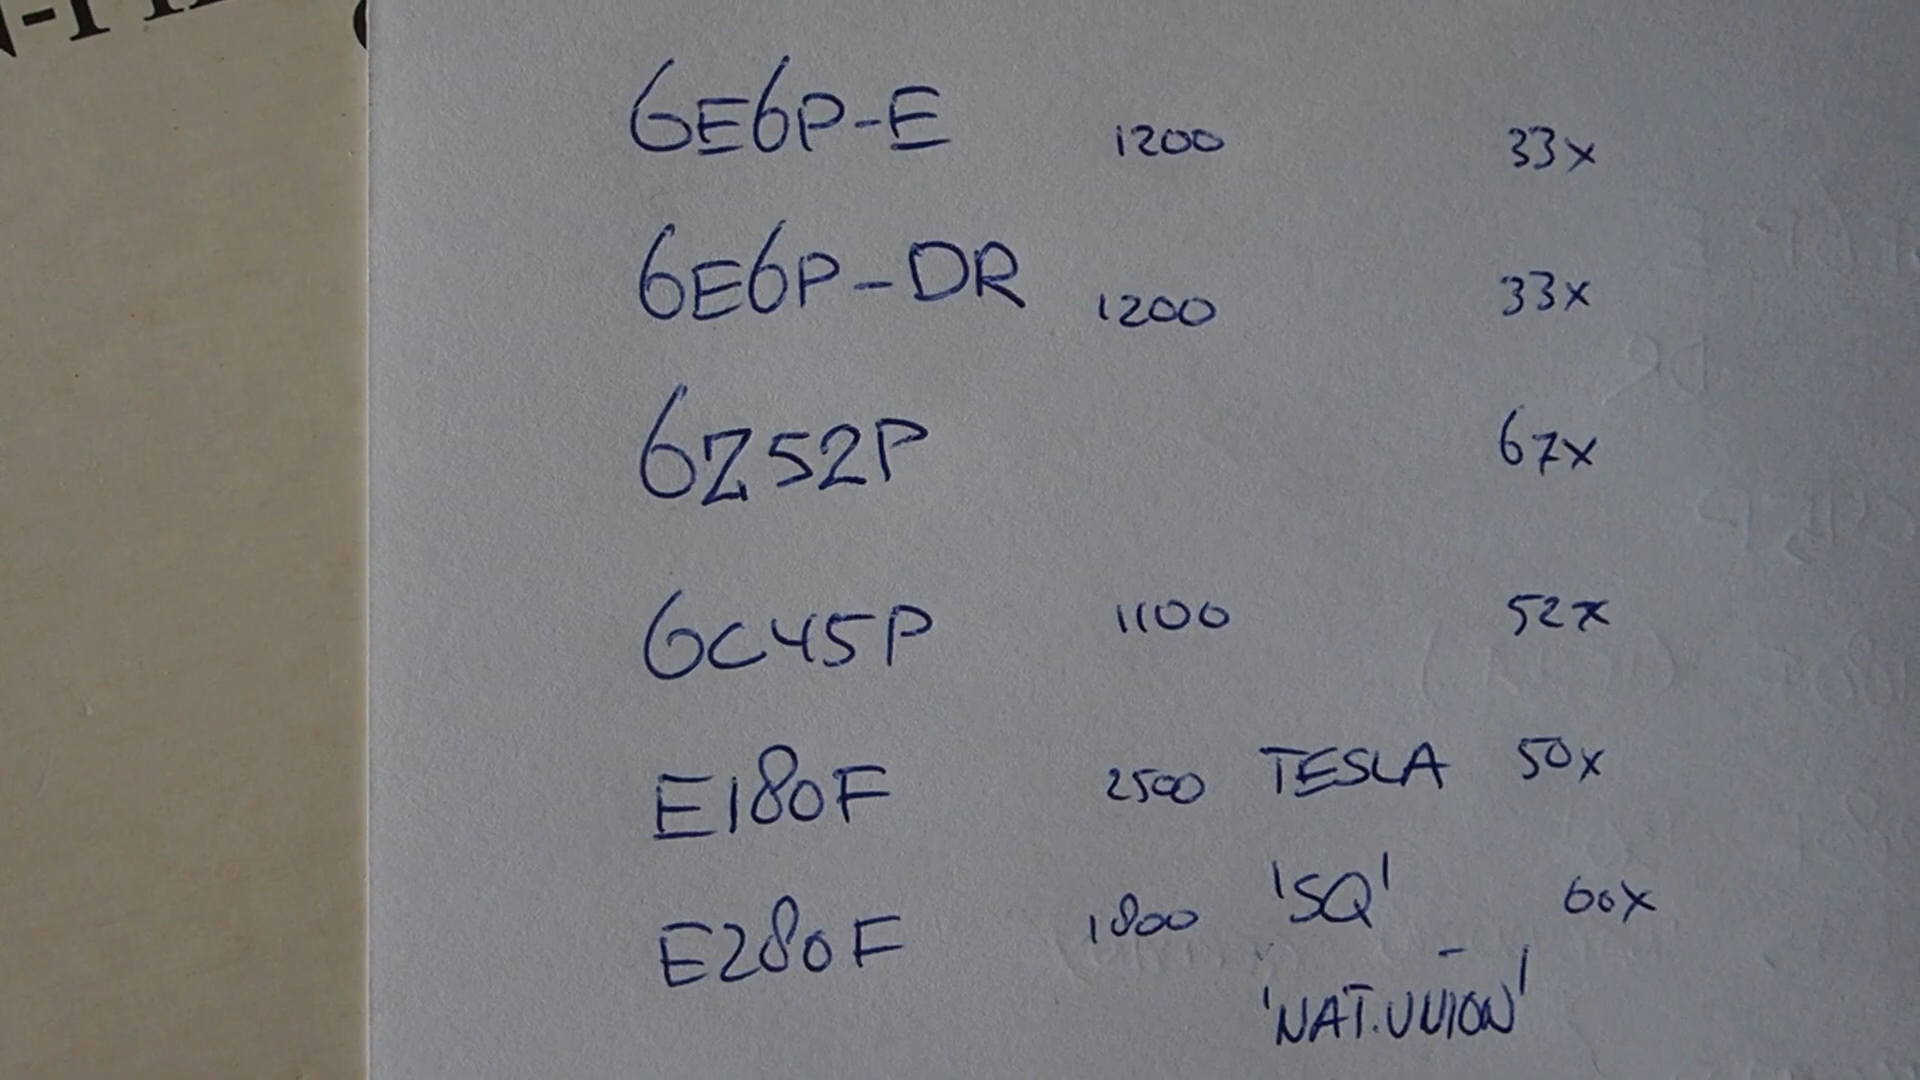 6E6P-E 1200 33x
6E6P-DR 1200 33x
6Z52P 67x
6C45P 1100 52x
E180F 2500 TESLA 50x
E280F 1800 'SQ' 60x
'NAT.UNION'